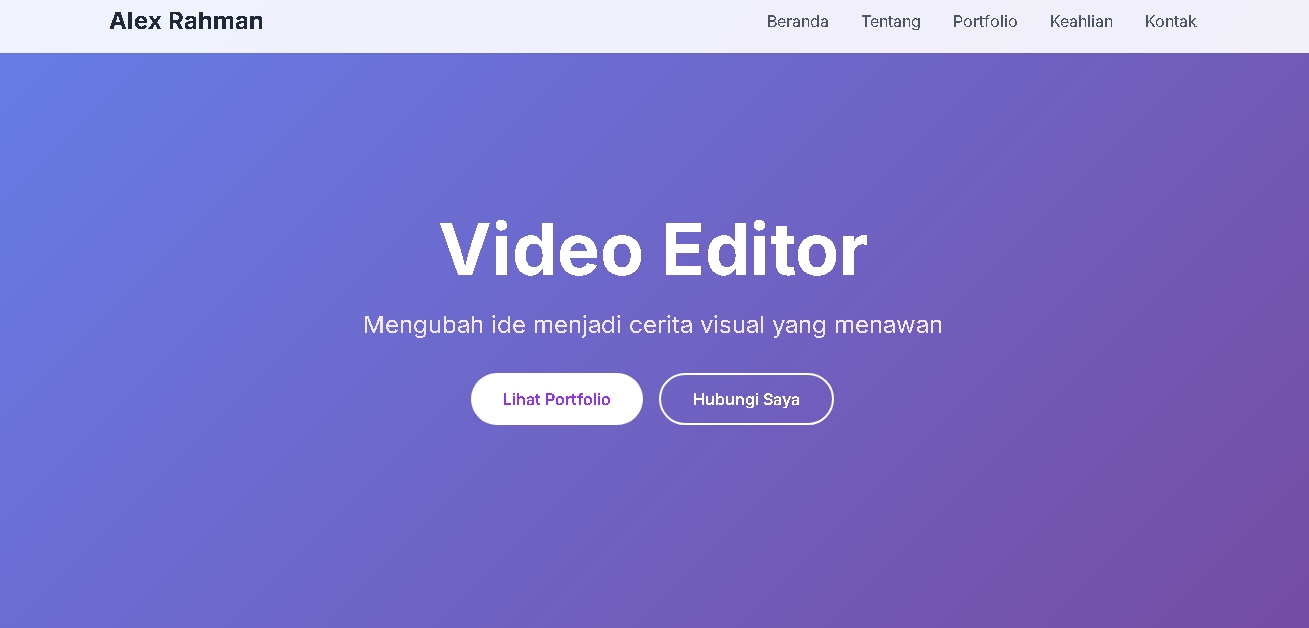 Alex Rahman
Beranda Tentang Portfolio Keahlian Kontak
Video Editor
Mengubah ide menjadi cerita visual yang menawan
Lihat Portfolio Hubungi Saya